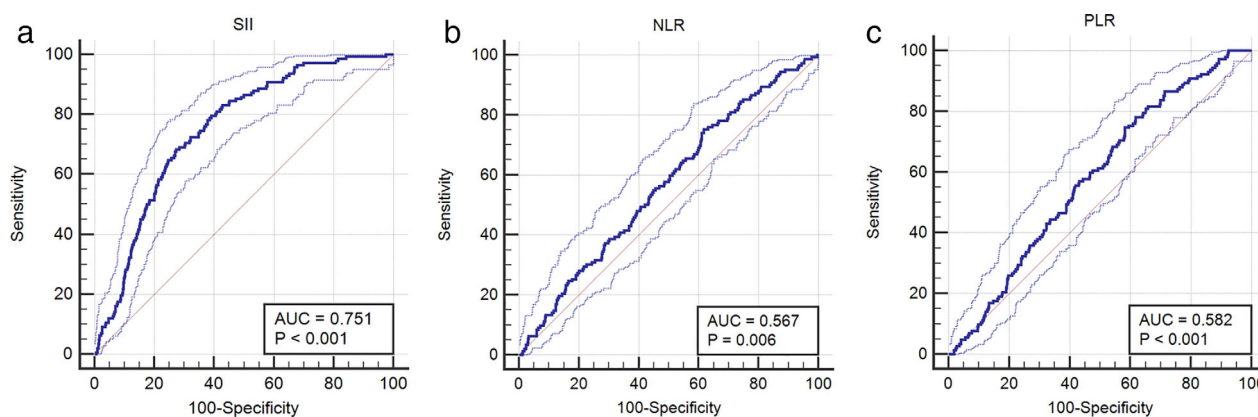 a
SII
Sensitivity
100
80
60
40
20
0
AUC = 0.751
P < 0.001
0 20 40 60 80 100
100-Specificity
b
NLR
Sensitivity
100
80
60
40
20
0
AUC = 0.567
P = 0.006
0 20 40 60 80 100
100-Specificity
c
PLR
Sensitivity
100
80
60
40
20
0
AUC = 0.582
P < 0.001
0 20 40 60 80 100
100-Specificity